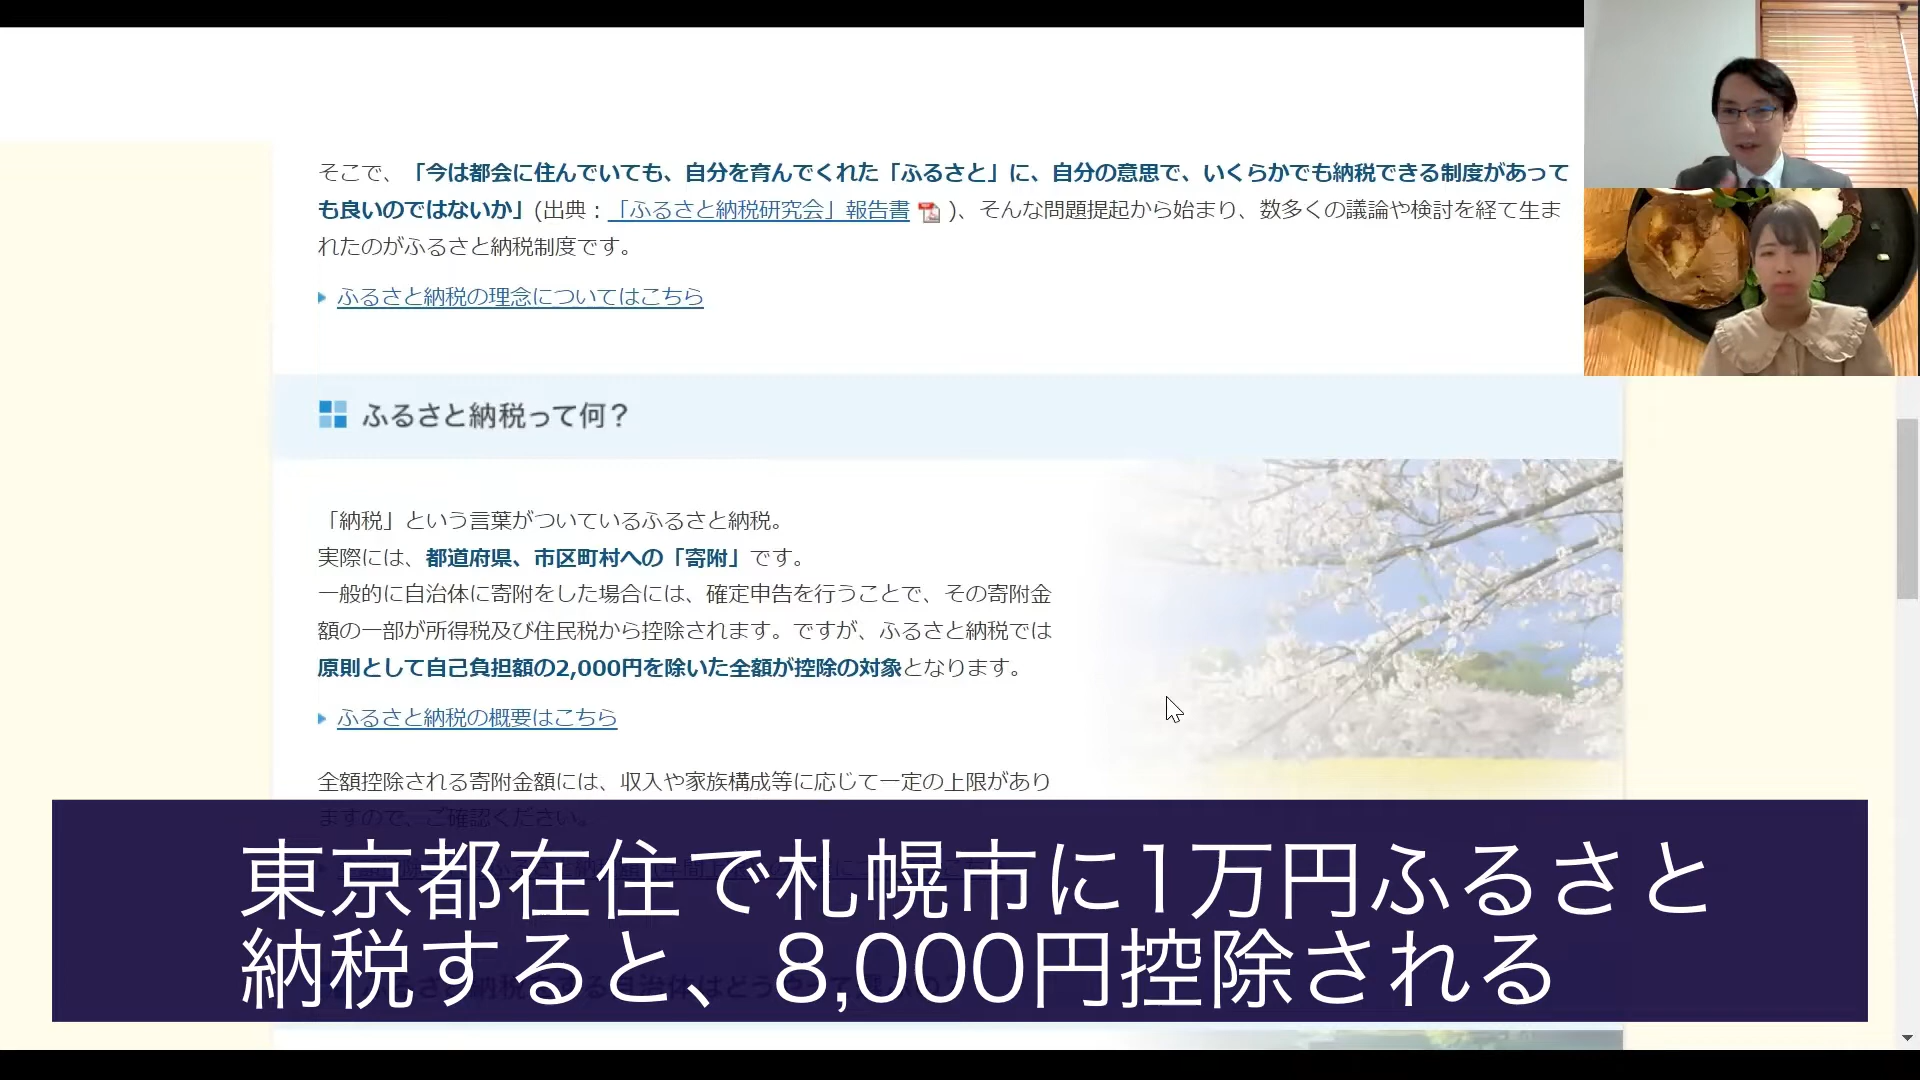 そこで、「今は都会に住んでいても、自分を育んでくれた「ふるさと」に、自分の意思で、いくらかでも納税できる制度があって
も良いのではないか」(出典：「ふるさと納税研究会」報告書 )、そんな問題提起から始まり、数多くの議論や検討を経て生ま
れたのがふるさと納税制度です。
ふるさと納税の理念についてはこちら
ふるさと納税って何？
「納税」という言葉がついているふるさと納税。
実際には、都道府県、市区町村への「寄附」です。
一般的に自治体に寄附をした場合には、確定申告を行うことで、その寄附金
額の一部が所得税及び住民税から控除されます。ですが、ふるさと納税では
原則として自己負担額の2,000円を除いた全額が控除の対象となります。
ふるさと納税の概要はこちら
全額控除される寄附金額には、収入や家族構成等に応じて一定の上限があり
ますので、ご確認ください。
東京都在住で札幌市に1万円ふるさと
納税すると、8,000円控除される